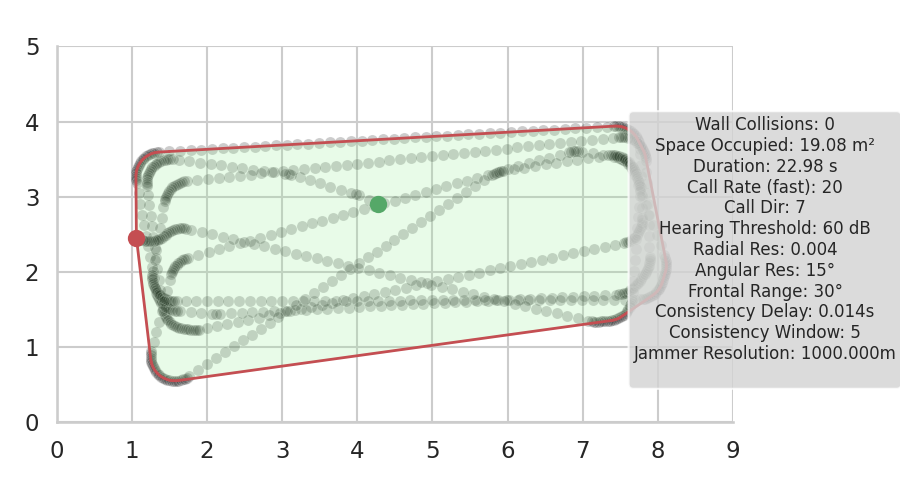 5
4
3
2
1
0
0 1 2 3 4 5 6 7 8 9
Wall Collisions: 0
Space Occupied: 19.08 m²
Duration: 22.98 s
Call Rate (fast): 20
Call Dir: 7
Hearing Threshold: 60 dB
Radial Res: 0.004
Angular Res: 15°
Frontal Range: 30°
Consistency Delay: 0.014s
Consistency Window: 5
Jammer Resolution: 1000.000m